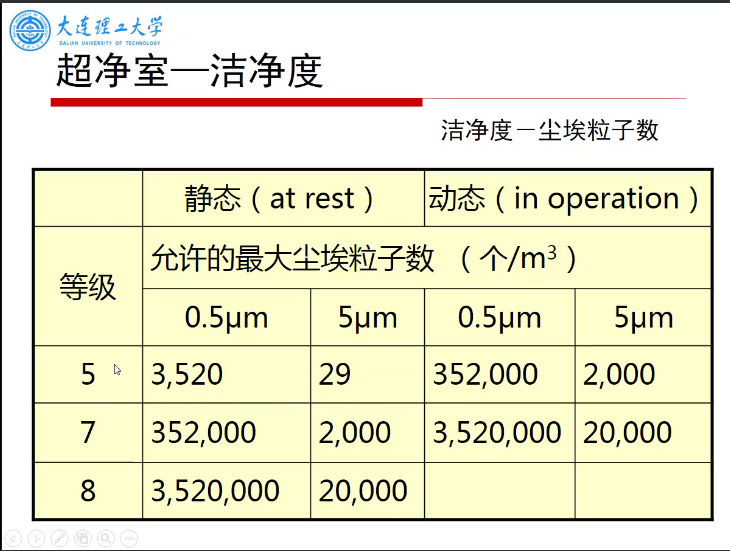 大连理工大学
DALIAN UNIVERSITY OF TECHNOLOGY
超净室—洁净度
洁净度－尘埃粒子数
静态（at rest） 动态（in operation）
等级 允许的最大尘埃粒子数 （个/m³）
0.5μm 5μm 0.5μm 5μm
5 3,520 29 352,000 2,000
7 352,000 2,000 3,520,000 20,000
8 3,520,000 20,000